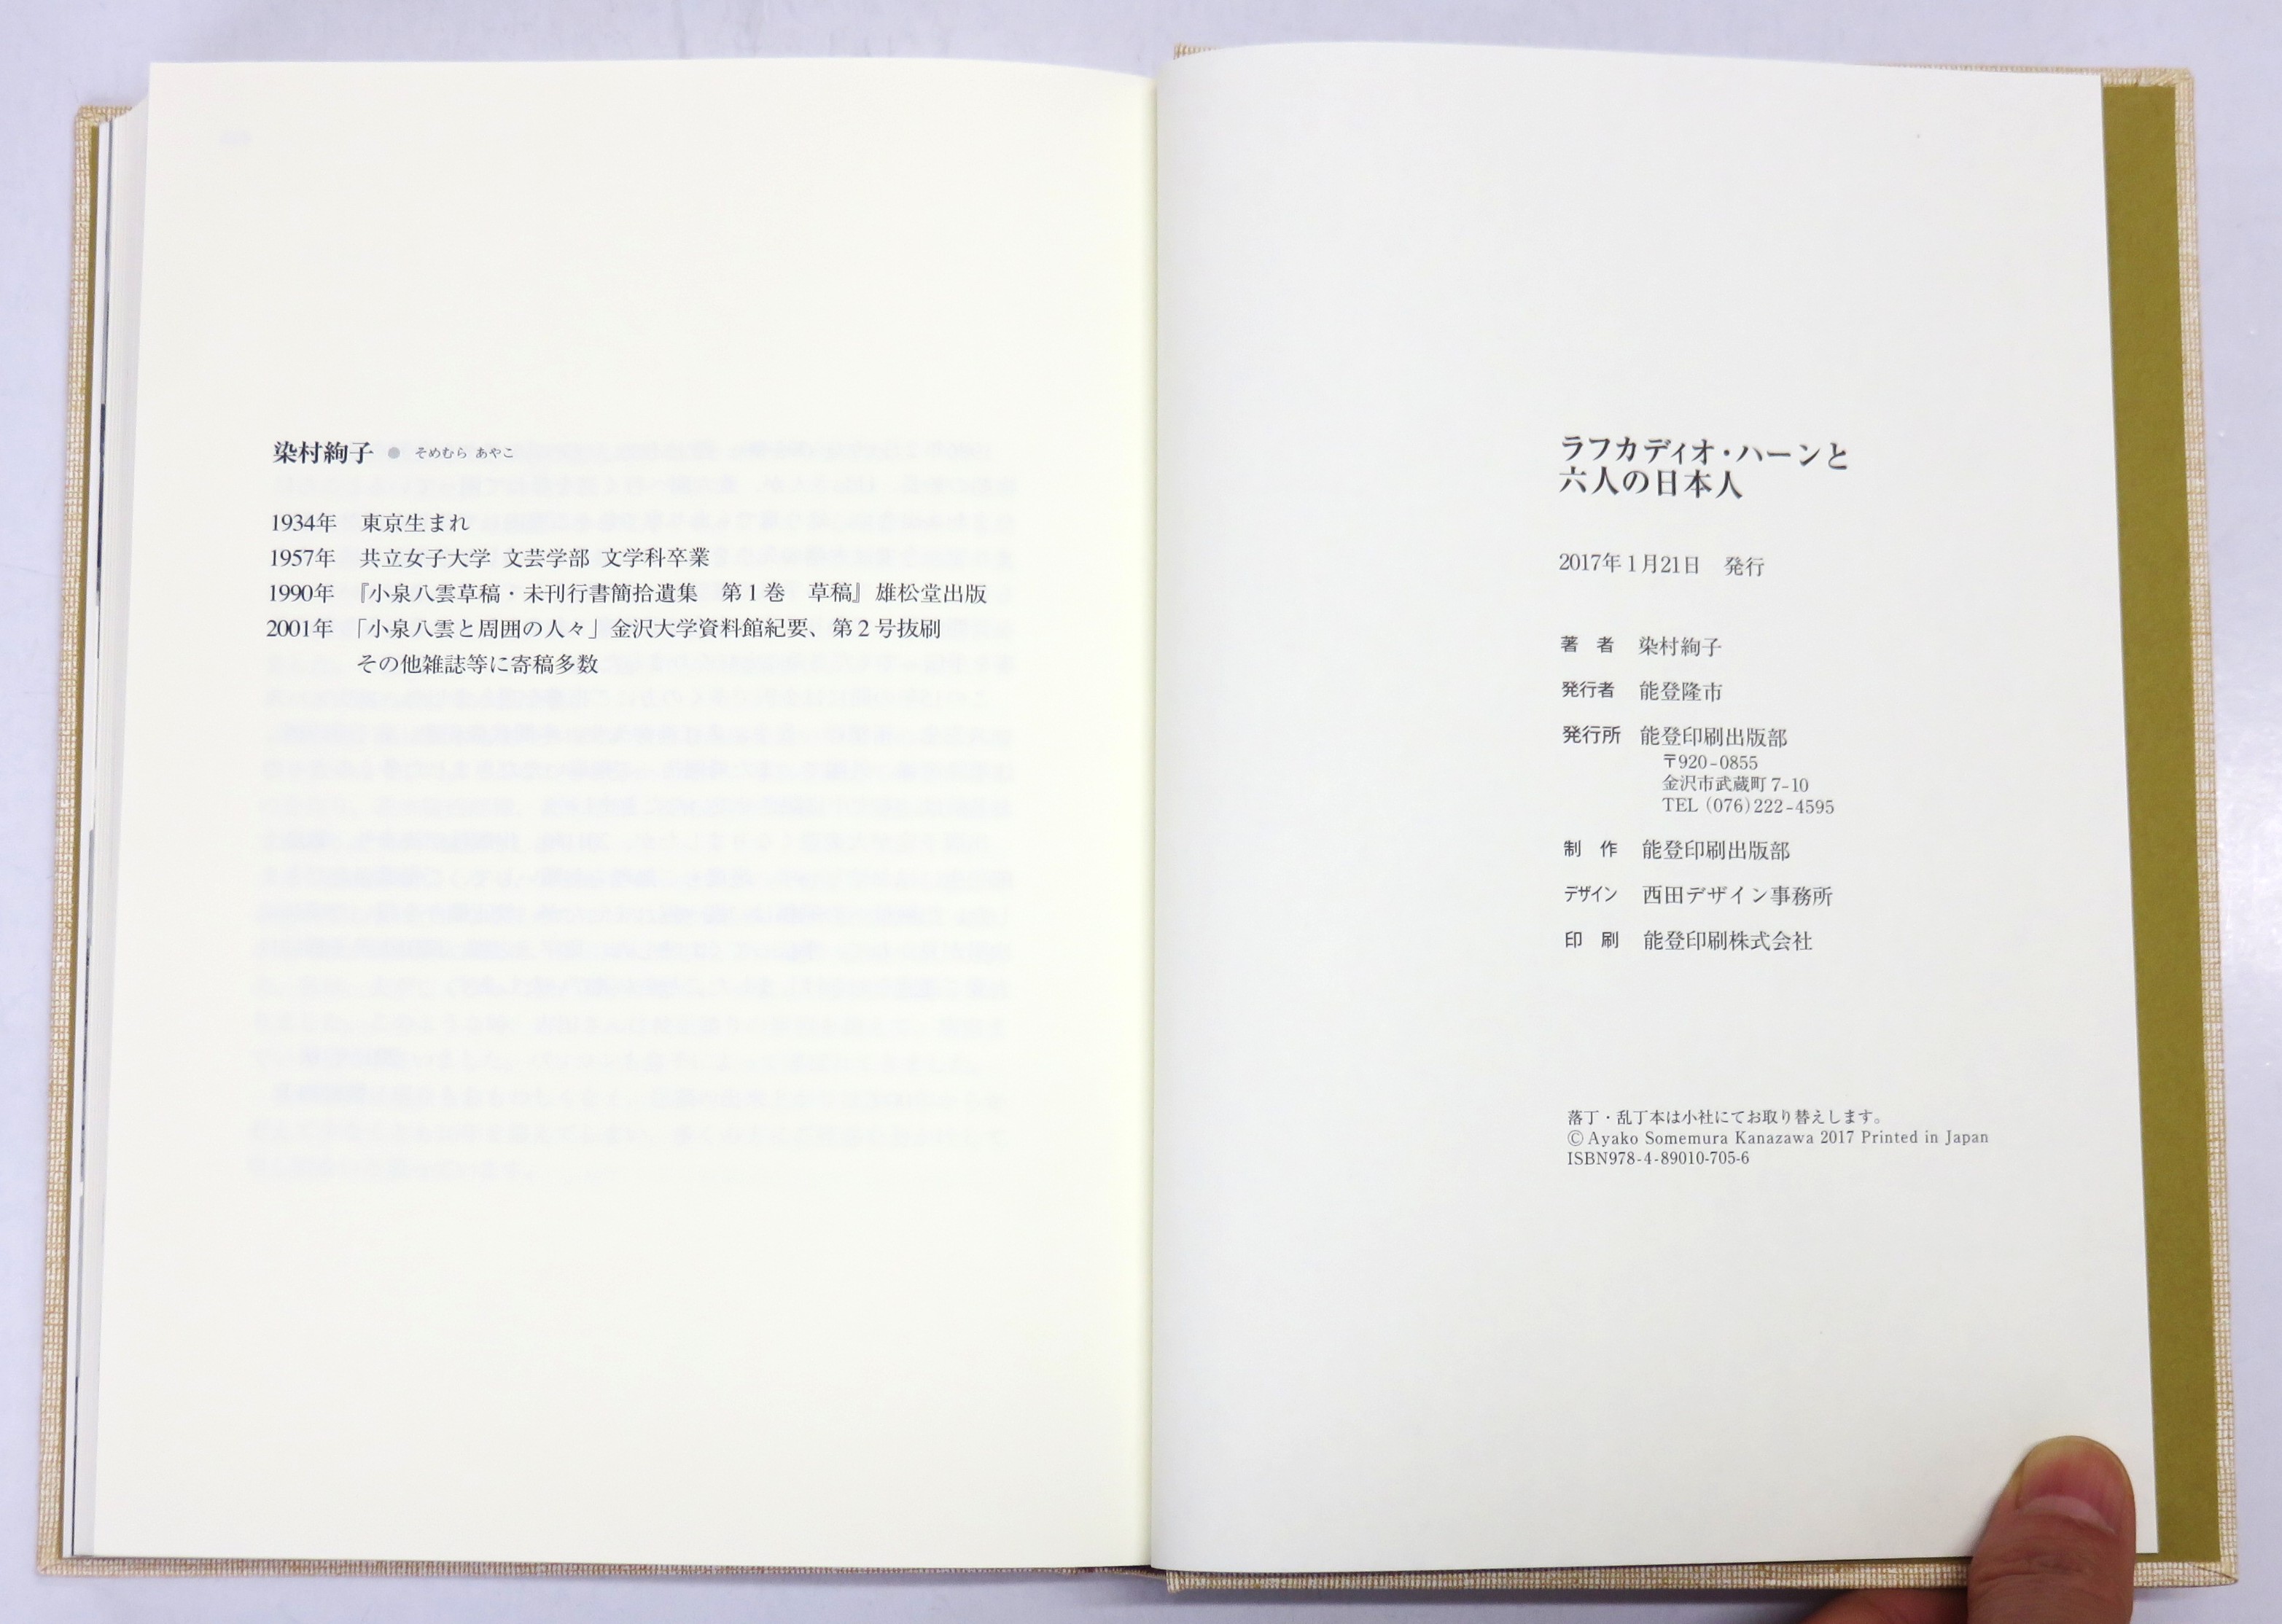 染村絢子 ● そめむら あやこ
1934年 東京生まれ
1957年 共立女子大学 文芸学部 文学科卒業
1990年 『小泉八雲草稿・未刊行書簡拾遺集 第1巻 草稿』雄松堂出版
2001年 「小泉八雲と周囲の人々」金沢大学資料館紀要、第2号抜刷
その他雑誌等に寄稿多数
ラフカディオ・ハーンと
六人の日本人
2017年1月21日 発行
著 者 染村絢子
発行者 能登隆市
発行所 能登印刷出版部
〒920-0855
金沢市武蔵町7-10
TEL (076)222-4595
制 作 能登印刷出版部
デザイン 西田デザイン事務所
印 刷 能登印刷株式会社
落丁・乱丁本は小社にてお取り替えします。
©Ayako Somemura Kanazawa 2017 Printed in Japan
ISBN978-4-89010-705-6